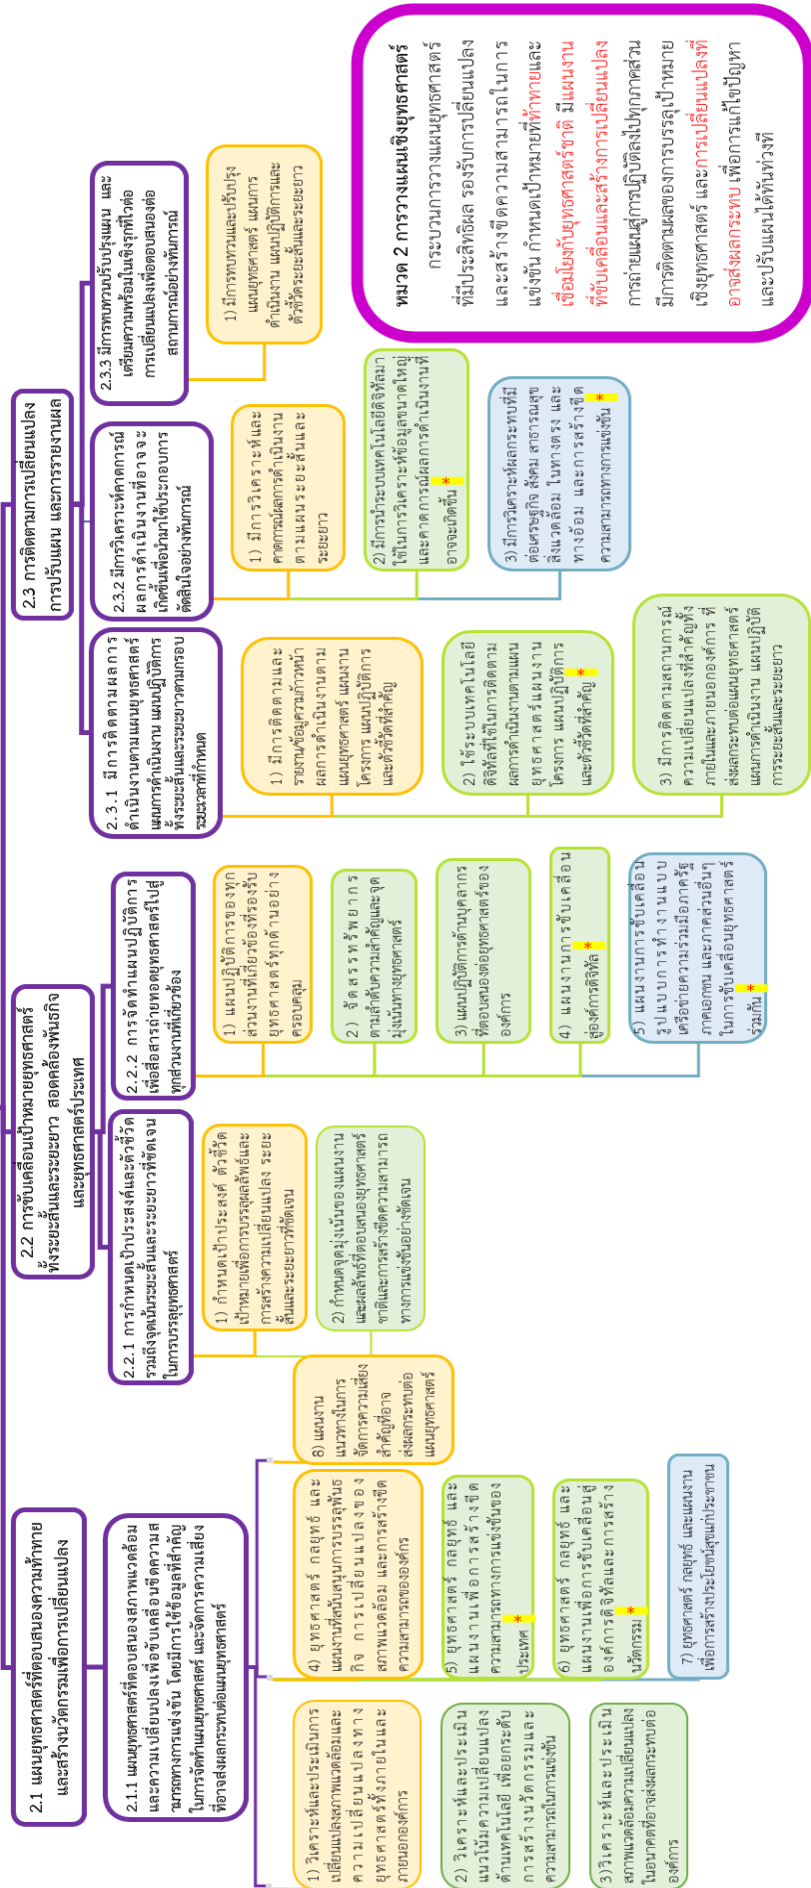 หมวด 2 การวางแผนเชิงยุทธศาสตร์
กระบวนการวางแผนยุทธศาสตร์
ที่มีประสิทธิผล รองรับการเปลี่ยนแปลง
และสร้างขีดความสามารถในการ
แข่งขัน กำหนดเป้าหมายที่ท้าทายและ
เชื่อมโยงกับยุทธศาสตร์ชาติ มีแผนงาน
ที่ขับเคลื่อนและสร้างการเปลี่ยนแปลง
การถ่ายแผนสู่การปฏิบัติลงไปทุกภาคส่วน
มีการติดตามผลของการบรรลุเป้าหมาย
เชิงยุทธศาสตร์ และการเปลี่ยนแปลงที่
อาจส่งผลกระทบ เพื่อการแก้ไขปัญหา
และปรับแผนได้ทันท่วงที
2.1 แผนยุทธศาสตร์ที่ตอบสนองความท้าทาย
และสร้างนวัตกรรมเพื่อการเปลี่ยนแปลง
2.1.1 แผนยุทธศาสตร์ที่ตอบสนองสภาพแวดล้อม
และความเปลี่ยนปลงเพื่อขับเคลื่อนขีดความส
ามารถทางการแข่งขัน โดยมีการใช้ข้อมูลที่สำคัญ
ในการจัดทำแผนยุทธศาสตร์ และจัดการความเสี่ยง
ที่อาจส่งผลกระทบต่อแผนยุทธศาสตร์
1) วิเคราะห์และประเมินการ
เปลี่ยนแปลงสภาพแวดล้อมและ
ความเปลี่ยนแปลงทาง
ยุทธศาสตร์ทั้งภายในและ
ภายนอกองค์การ
2) วิเคราะห์และประเมิน
แนวโน้มความเปลี่ยนแปลง
ด้านเทคโนโลยี เพื่อยกระดับ
การสร้างนวัตกรรมและ
ความสามารถในการแข่งขัน
3)วิเคราะห์และประเมิน
สภาพแวดล้อมความเปลี่ยนแปลง
ในอนาคตที่อาจส่งผลกระทบต่อ
องค์การ
4) ยุทธศาสตร์ กลยุทธ์ และ
แผนงานที่สนับสนุนการบรรลุพันธ
กิจ การเปลี่ยนแปลงของ
สภาพแวดล้อม และการสร้างขีด
ความสามารถขององค์กร
5) ยุทธศาสตร์ กลยุทธ์ และ
แผนงานเพื่อการสร้างขีด
ความสามารถทางการแข่งขันของ
ประเทศ *
6) ยุทธศาสตร์ กลยุทธ์ และ
แผนงานเพื่อการขับเคลื่อนสู่
องค์การดิจิทัลและการสร้าง
นวัตกรรม *
7) ยุทธศาสตร์ กลยุทธ์ และแผนงาน
เพื่อการสร้างประโยชน์สุขแก่ประชาชน
8) แผนงาน
แนวทางในการ
จัดการความเสี่ยง
สำคัญที่อาจ
ส่งผลกระทบต่อ
แผนยุทธศาสตร์
2.2 การขับเคลื่อนเป้าหมายยุทธศาสตร์
ทั้งระยะสั้นและระยะยาว สอดคล้องพันธกิจ
และยุทธศาสตร์ประเทศ
2.2.1 การกำหนดเป้าประสงค์และตัวชี้วัด
รวมถึงจุดเน้นระยะสั้นและระยะยาวที่ชัดเจน
ในการบรรลุยุทธศาสตร์
1) กำหนดเป้าประสงค์ ตัวชี้วัด
เป้าหมายเพื่อการบรรลุผลลัพธ์และ
การสร้างความเปลี่ยนแปลง ระยะ
สั้นและระยะยาวที่ชัดเจน
2) กำหนดจุดมุ่งเน้นของแผนงาน
และผลลัพธ์ที่ตอบสนองยุทธศาสตร์
ชาติและการสร้างขีดความสามารถ
ทางการแข่งขันอย่างชัดเจน
2.2.2 การจัดทำแผนปฏิบัติการ
เพื่อสื่อสารถ่ายทอดยุทธศาสตร์ไปสู่
ทุกส่วนงานที่เกี่ยวข้อง
1) แผนปฏิบัติการของทุก
ส่วนงานที่เกี่ยวข้องที่รองรับ
ยุทธศาสตร์ทุกด้านอย่าง
ครอบคลุม
2) จัดสรรทรัพยากร
ตามลำดับความสำคัญและจุด
มุ่งเน้นทางยุทธศาสตร์
3) แผนปฏิบัติการด้านบุคลากร
ที่ตอบสนองต่อยุทธศาสตร์ของ
องค์การ
4) แผนงานการขับเคลื่อน
สู่องค์การดิจิทัล *
5) แผนงานการขับเคลื่อน
รูปแบบการทำงานแบบ
เครือข่ายความร่วมมือภาครัฐ
ภาคเอกชน และภาคส่วนอื่นๆ
ในการขับเคลื่อนยุทธศาสตร์
ร่วมกัน *
2.3 การติดตามการเปลี่ยนแปลง
การปรับแผน และการรายงานผล
2.3.1 มีการติดตามผลการ
ดำเนินงานตามแผนยุทธศาสตร์
แผนการดำเนินงาน แผนปฏิบัติการ
ทั้งระยะสั้นและระยะยาวตามกรอบ
ระยะเวลาที่กำหนด
1) มีการติดตามและ
รายงาน/ข้อมูลความก้าวหน้า
ผลการดำเนินงานตาม
แผนยุทธศาสตร์ แผนงาน
โครงการ แผนปฏิบัติการ
และตัวชี้วัดที่สำคัญ
2) ใช้ระบบเทคโนโลยี
ดิจิทัลที่ใช้ในการติดตาม
ผลการดำเนินงานตามแผน
ยุทธศาสตร์แผนงาน
โครงการ แผนปฏิบัติการ
และตัวชี้วัดที่สำคัญ *
3) มีการติดตามสถานการณ์
ความเปลี่ยนแปลงที่สำคัญทั้ง
ภายในและภายนอกองค์การ ที่
ส่งผลกระทบต่อแผนยุทธศาสตร์
แผนการดำเนินงาน แผนปฏิบัติ
การระยะสั้นและระยะยาว
2.3.2 มีการวิเคราะห์คาดการณ์
ผลการดำเนินงานที่อาจจะ
เกิดขึ้นเพื่อนำมาใช้ประกอบการ
ตัดสินใจอย่างทันการณ์
1) มีการวิเคราะห์และ
คาดการณ์ผลการดำเนินงาน
ตามแผนระยะสั้นและ
ระยะยาว
2) มีการนำระบบเทคโนโลยีดิจิทัลมา
ใช้ในการวิเคราะห์ข้อมูลขนาดใหญ่
และคาดการณ์ผลการดำเนินงานที่
อาจจะเกิดขึ้น *
3) มีการวิเคราะห์ผลกระทบที่มี
ต่อเศรษฐกิจ สังคม สาธารณสุข
สิ่งแวดล้อม ในทางตรง และ
ทางอ้อม และการสร้างขีด
ความสามารถทางการแข่งขัน *
2.3.3 มีการทบทวนปรับปรุงแผน และ
เตรียมความพร้อมในเชิงรุกที่ไวต่อ
การเปลี่ยนแปลงเพื่อตอบสนองต่อ
สถานการณ์อย่างทันการณ์
1) มีการทบทวนและปรับปรุง
แผนยุทธศาสตร์ แผนการ
ดำเนินงาน แผนปฏิบัติการและ
ตัวชี้วัดระยะสั้นและระยะยาว